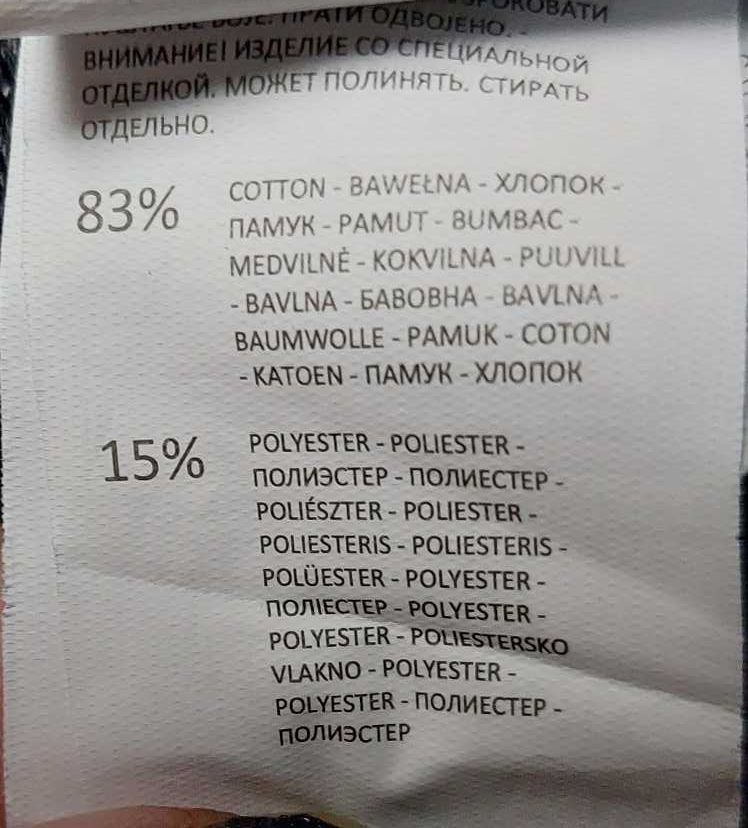 ПРАТИ ОДВОЈЕНО.
ВНИМАНИЕ! ИЗДЕЛИЕ СО СПЕЦИАЛЬНОЙ
ОТДЕЛКОЙ. МОЖЕТ ПОЛИНЯТЬ. СТИРАТЬ
ОТДЕЛЬНО.
83% COTTON - BAWEŁNA - ХЛОПОК -
ПАМУК - PAMUT - BUMBAC -
MEDVILNĖ - KOKVILNA - PUUVILL
- BAVLNA - БАВОВНА - BAVLNA -
BAUMWOLLE - PAMUK - COTON
- KATOEN - ПАМУК - ХЛОПОК
15% POLYESTER - POLIESTER -
ПОЛИЭСТЕР - ПОЛИЕСТЕР -
POLIÉSZTER - POLIESTER -
POLIESTERIS - POLIESTERIS -
POLÜESTER - POLYESTER -
ПОЛІЕСТЕР - POLYESTER -
POLYESTER - POLIESTERSKO
VLAKNO - POLYESTER -
POLYESTER - ПОЛИЕСТЕР -
ПОЛИЭСТЕР